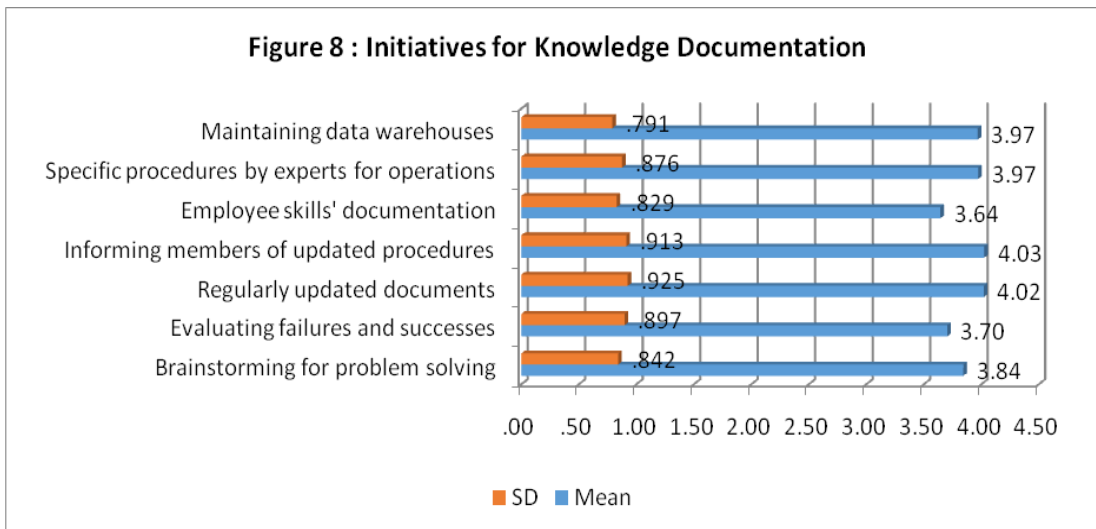 Figure 8 : Initiatives for Knowledge Documentation
Maintaining data warehouses .791 3.97
Specific procedures by experts for operations .876 3.97
Employee skills' documentation .829 3.64
Informing members of updated procedures .913 4.03
Regularly updated documents .925 4.02
Evaluating failures and successes .897 3.70
Brainstorming for problem solving .842 3.84
.00 .50 1.00 1.50 2.00 2.50 3.00 3.50 4.00 4.50
SD Mean